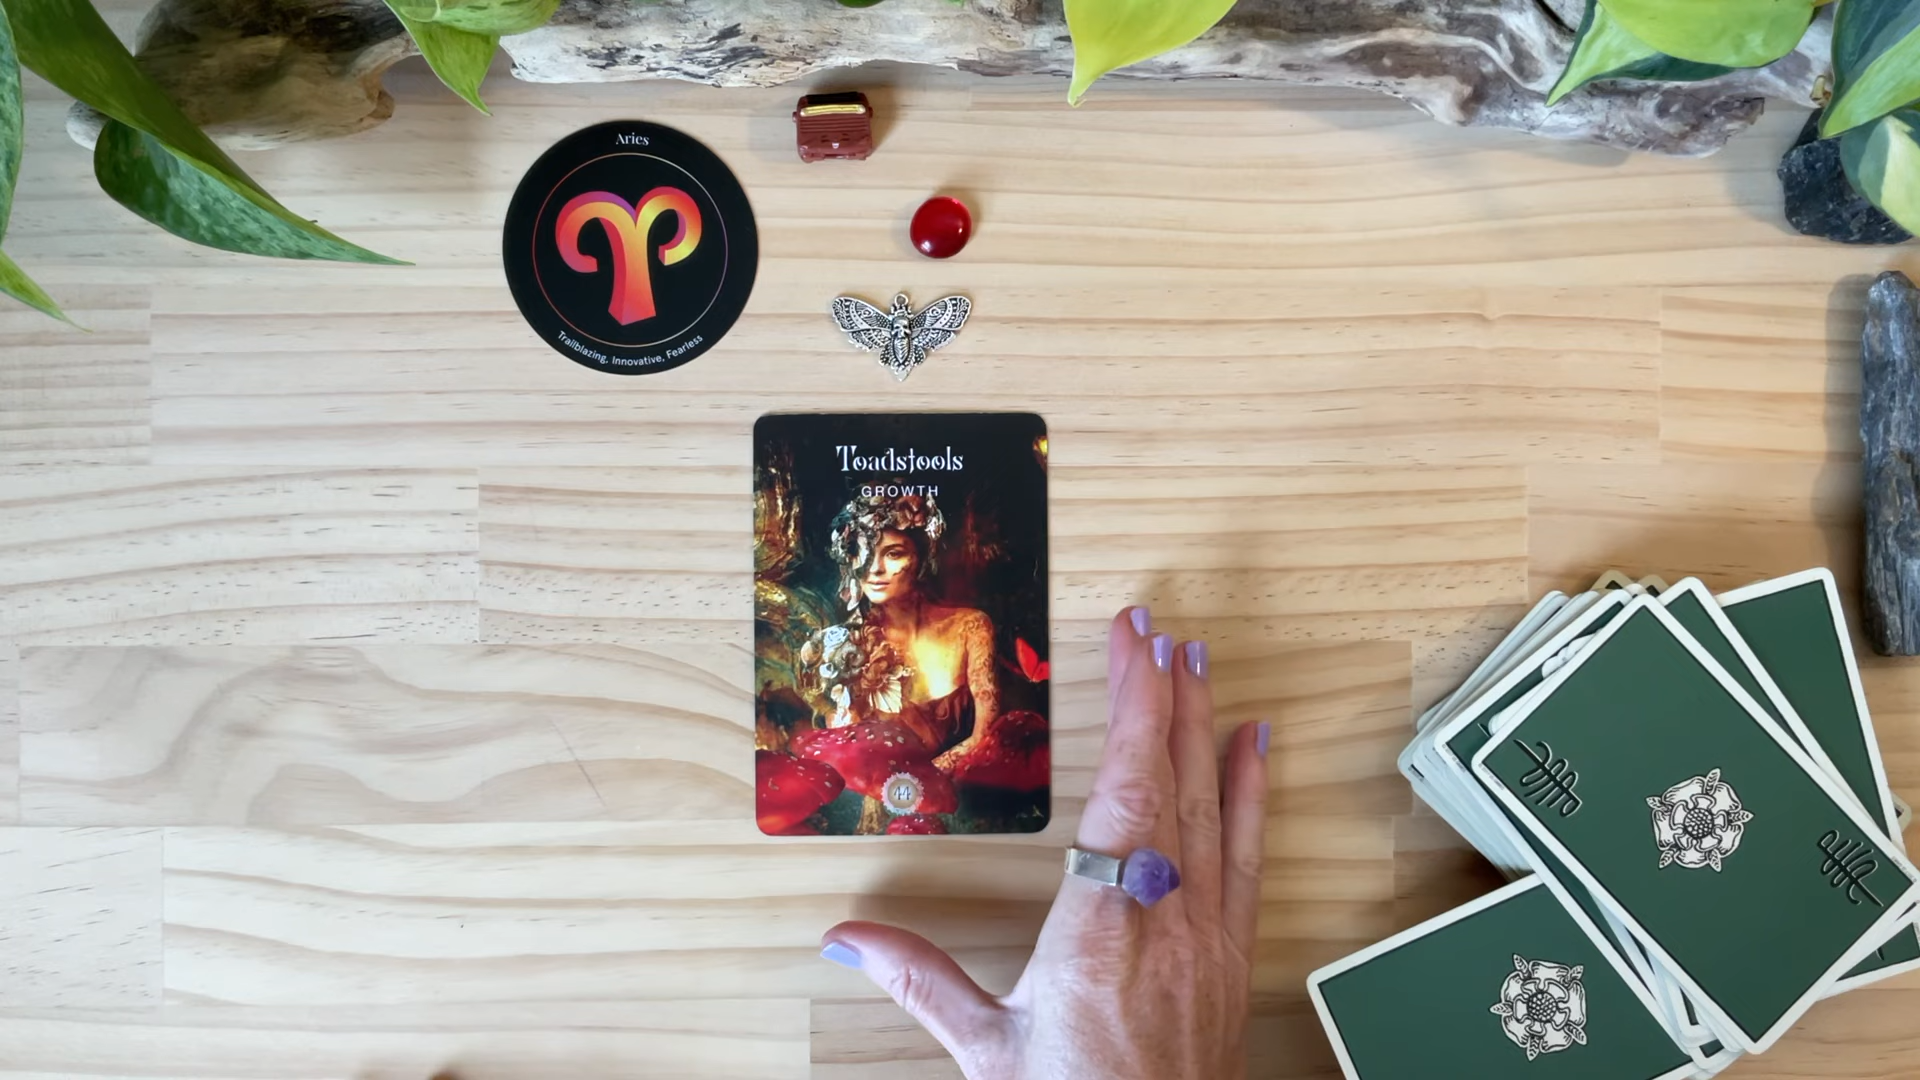 Aries
Trailblazing, Innovative, Fearless
Toadstools
GROWTH
44